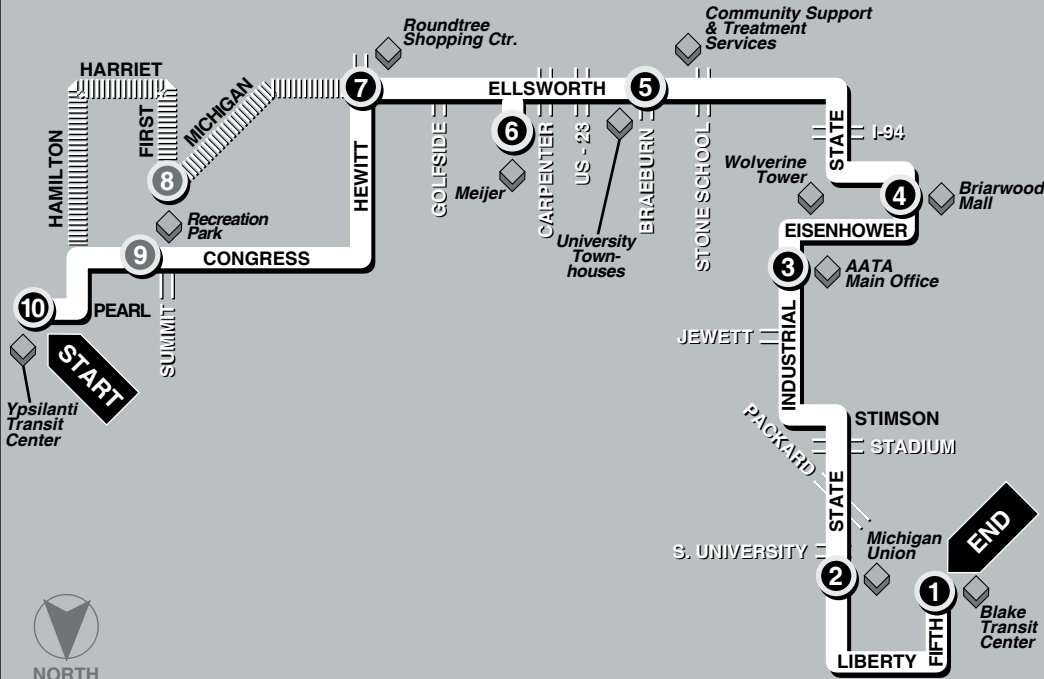 Roundtree
Shopping Ctr.
Community Support
& Treatment
Services
HARRIET
7
ELLSWORTH
5
FIRST
MICHIGAN
6
HAMILTON
8
HEWITT
GOLFSIDE
Meijer
CARPENTER
US - 23
BRAEBURN
STONE SCHOOL
STATE
I-94
Wolverine
Tower
4
Briarwood
Mall
Recreation
Park
University
Town-
houses
EISENHOWER
9
CONGRESS
3
AATA
Main Office
10
PEARL
SUMMIT
START
Ypsilanti
Transit
Center
JEWETT
INDUSTRIAL
STIMSON
PACKARD
STADIUM
STATE
END
S. UNIVERSITY
Michigan
Union
2
1
Blake
Transit
Center
FIFTH
LIBERTY
NORTH